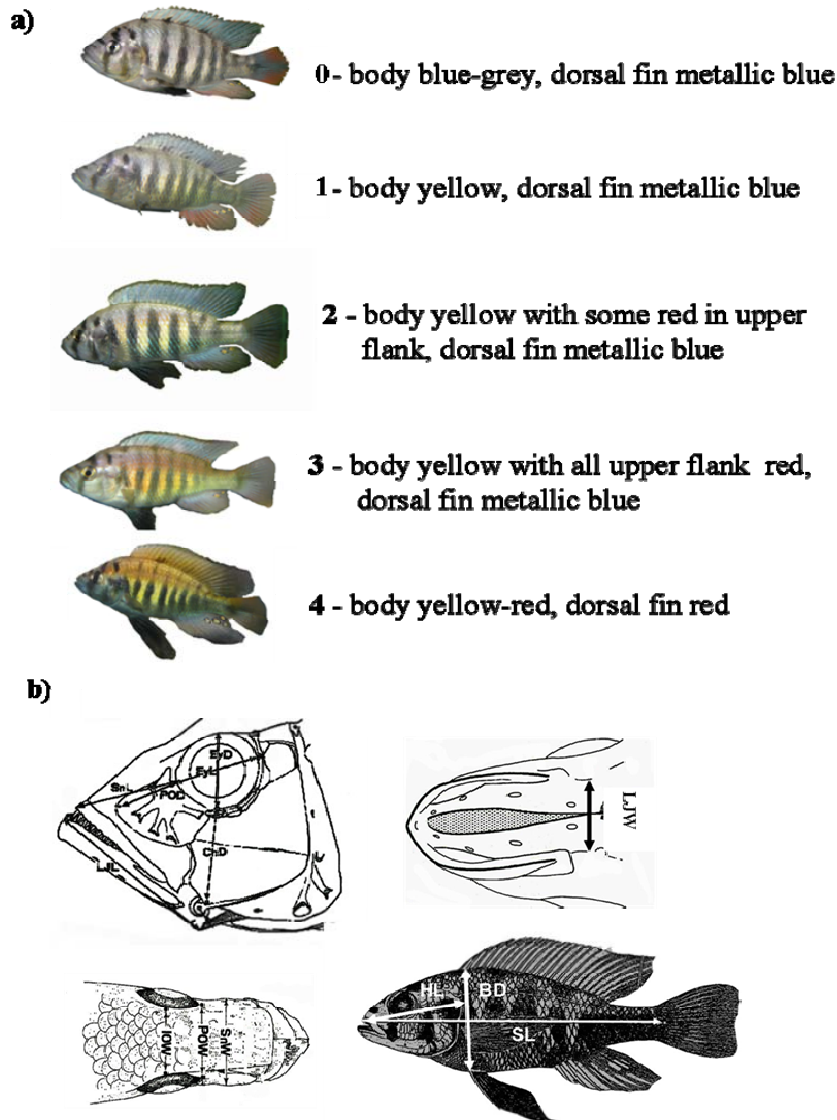 a)
0- body blue-grey, dorsal fin metallic blue
1- body yellow, dorsal fin metallic blue
2 - body yellow with some red in upper
flank, dorsal fin metallic blue
3 - body yellow with all upper flank red,
dorsal fin metallic blue
4 - body yellow-red, dorsal fin red
b)
EyD
EyL
SnL
POD
ChD
LJL
LJW
IOW
POW
SnW
HL
BD
SL